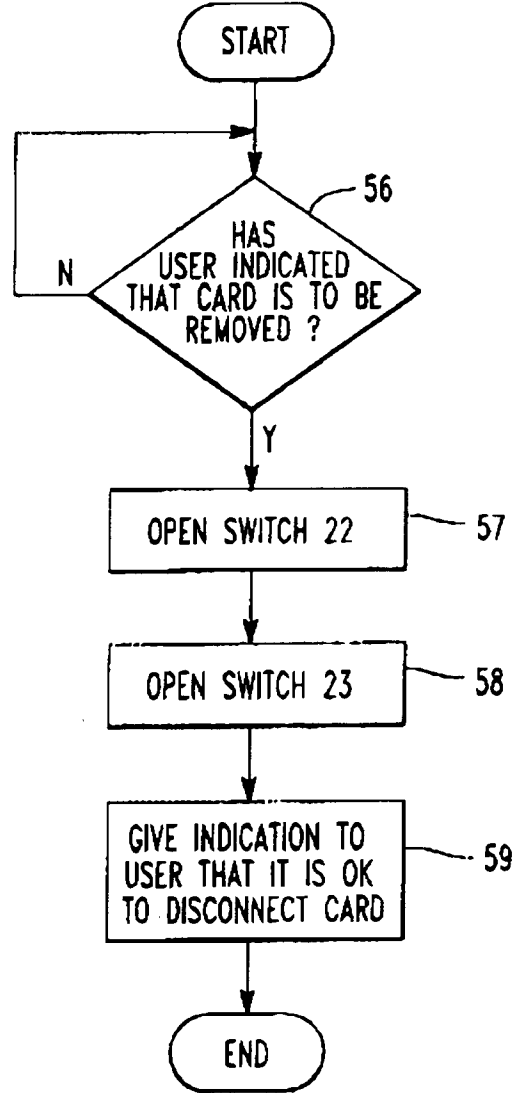 START
56
HAS
USER INDICATED
THAT CARD IS TO BE
REMOVED ?
N
Y
OPEN SWITCH 22
57
OPEN SWITCH 23
58
GIVE INDICATION TO
USER THAT IT IS OK
TO DISCONNECT CARD
59
END